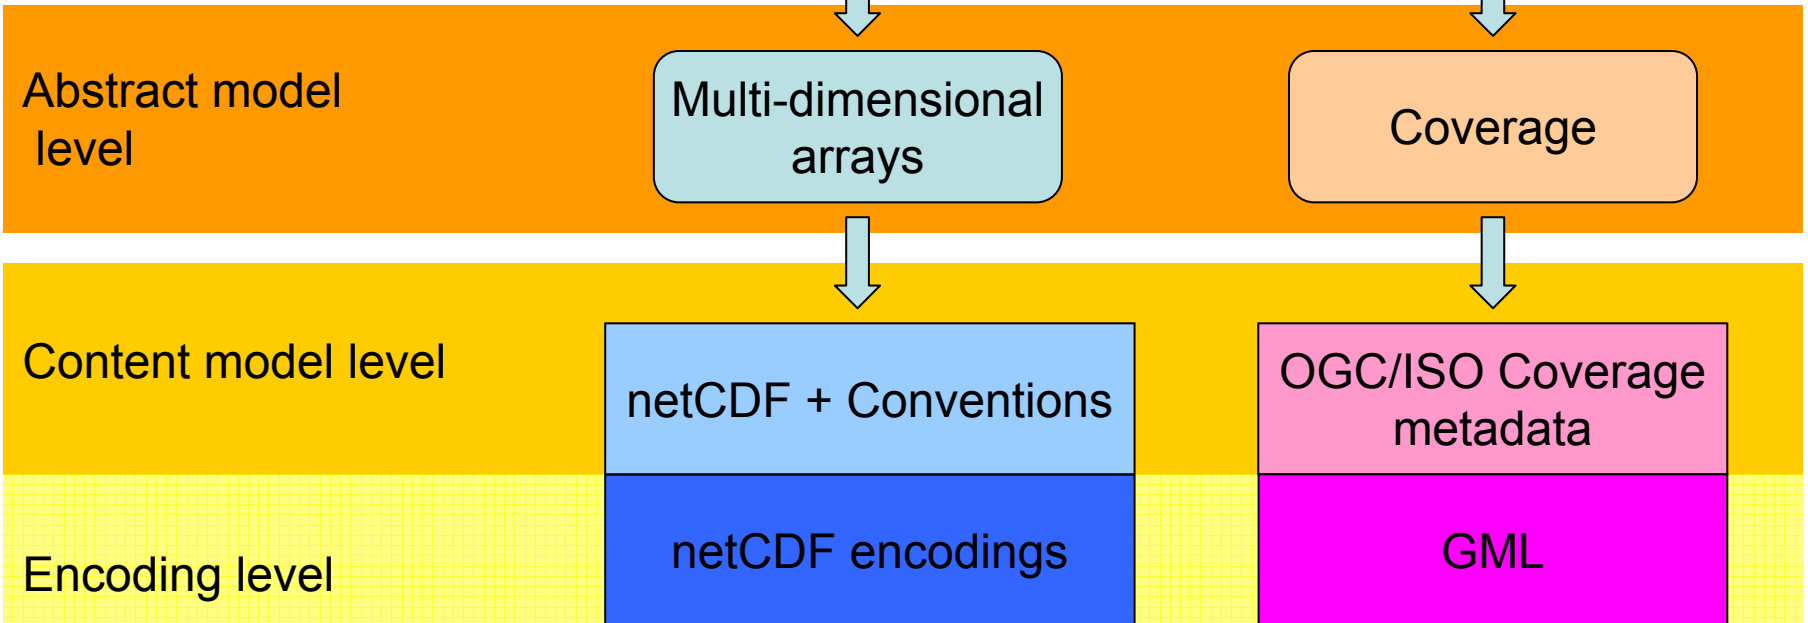 Abstract model
level
Multi-dimensional
arrays
Coverage
Content model level
netCDF + Conventions
OGC/ISO Coverage
metadata
Encoding level
netCDF encodings
GML